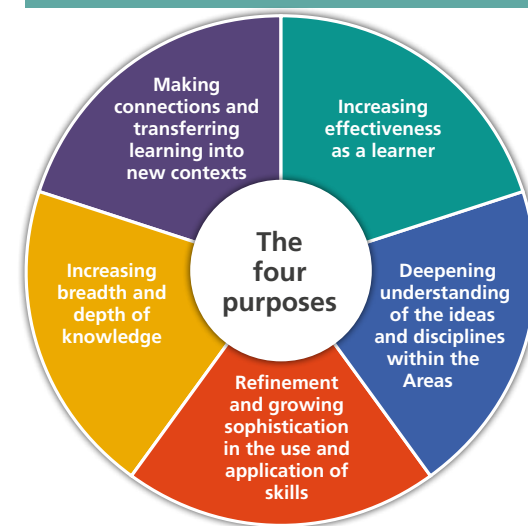 Making
connections and
transferring
learning into
new contexts
Increasing
effectiveness
as a learner
The
four
purposes
Increasing
breadth and
depth of
knowledge
Deepening
understanding
of the ideas
and disciplines
within the
Areas
Refinement
and growing
sophistication
in the use and
application of
skills